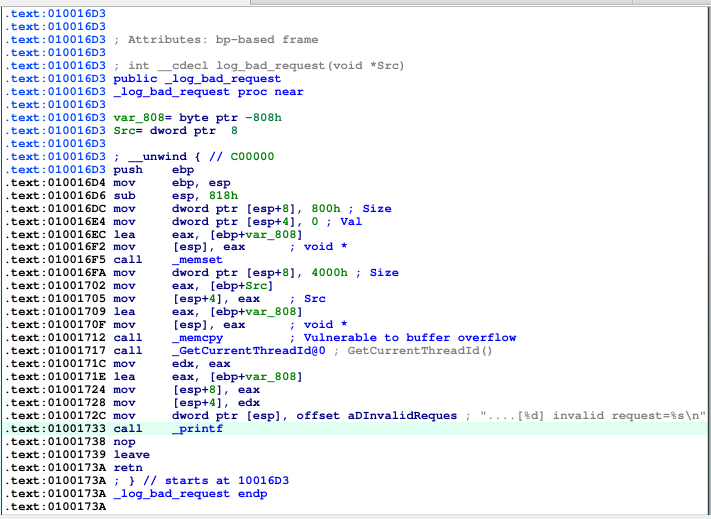 .text:010016D3
.text:010016D3
.text:010016D3 ; Attributes: bp-based frame
.text:010016D3
.text:010016D3 ; int __cdecl log_bad_request(void *Src)
.text:010016D3 public _log_bad_request
.text:010016D3 _log_bad_request proc near
.text:010016D3
.text:010016D3 var_808= byte ptr -808h
.text:010016D3 Src= dword ptr  8
.text:010016D3
.text:010016D3 ; __unwind { // C00000
.text:010016D3 push    ebp
.text:010016D4 mov     ebp, esp
.text:010016D6 sub     esp, 818h
.text:010016DC mov     dword ptr [esp+8], 800h ; Size
.text:010016E4 mov     dword ptr [esp+4], 0 ; Val
.text:010016EC lea     eax, [ebp+var_808]
.text:010016F2 mov     [esp], eax      ; void *
.text:010016F5 call    _memset
.text:010016FA mov     dword ptr [esp+8], 4000h ; Size
.text:01001702 mov     eax, [ebp+Src]
.text:01001705 mov     [esp+4], eax    ; Src
.text:01001709 lea     eax, [ebp+var_808]
.text:0100170F mov     [esp], eax      ; void *
.text:01001712 call    _memcpy         ; Vulnerable to buffer overflow
.text:01001717 call    _GetCurrentThreadId@0 ; GetCurrentThreadId()
.text:0100171C mov     edx, eax
.text:0100171E lea     eax, [ebp+var_808]
.text:01001724 mov     [esp+8], eax
.text:01001728 mov     [esp+4], edx
.text:0100172C mov     dword ptr [esp], offset aDInvalidReques ; "....[%d] invalid request=%s\n"
.text:01001733 call    _printf
.text:01001738 nop
.text:01001739 leave
.text:0100173A retn
.text:0100173A ; } // starts at 10016D3
.text:0100173A _log_bad_request endp
.text:0100173A